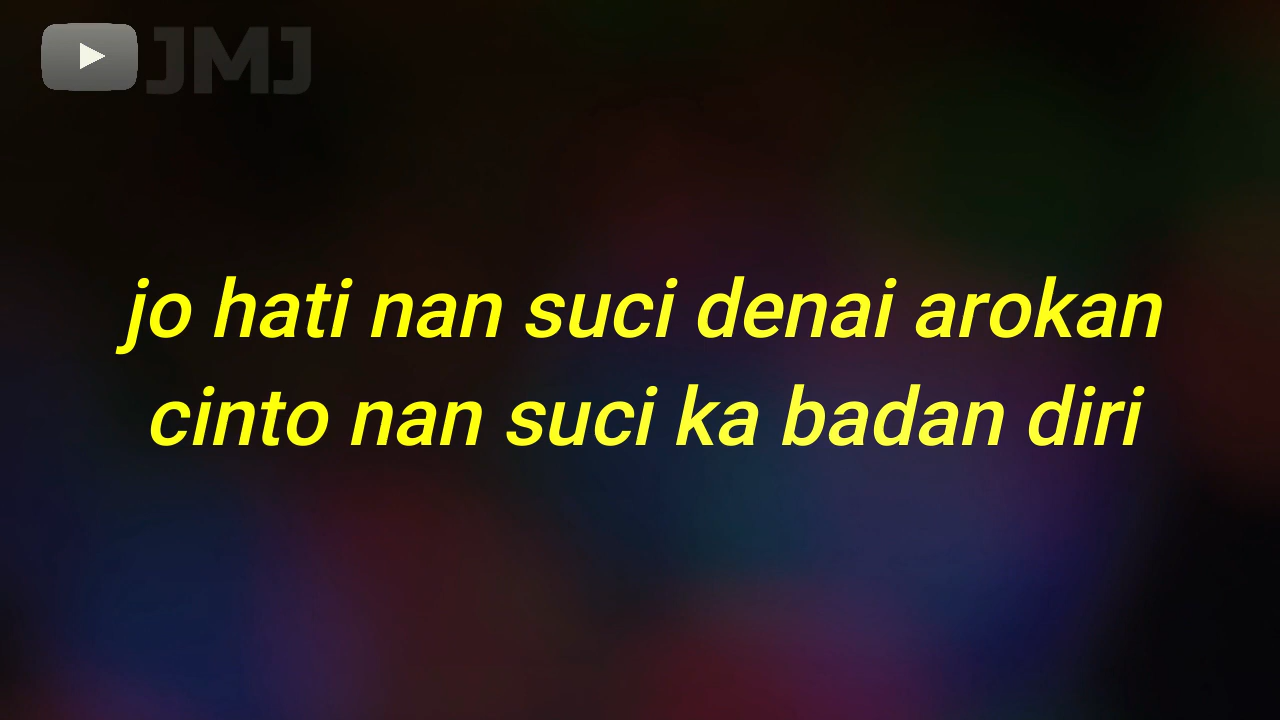 JMJ
jo hati nan suci denai arokan
cinto nan suci ka badan diri